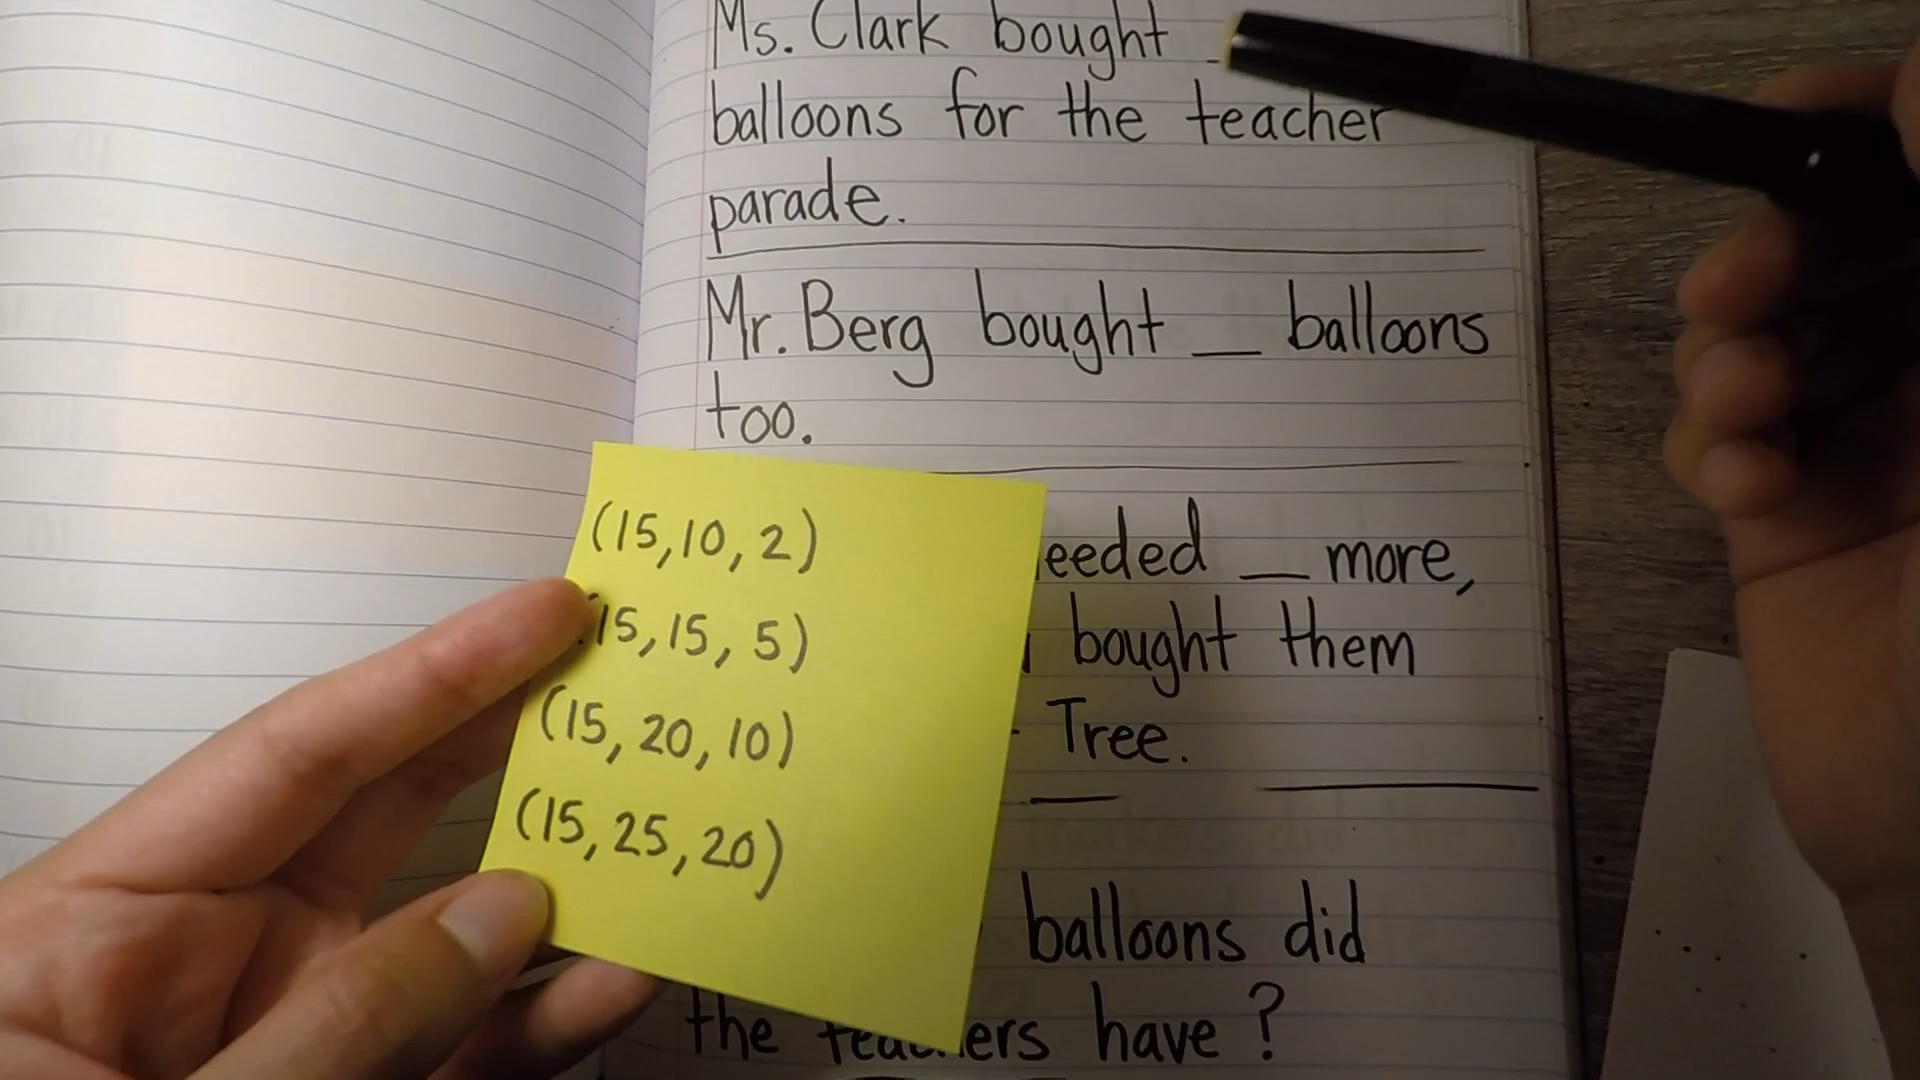 Ms. Clark bought
balloons for the teacher
parade.
Mr. Berg bought __ balloons
too.
__ more,
bought them
Tree.
balloons did
the have?
(15,10,2)
15,15,5)
(15,20,10)
(15,25,20)